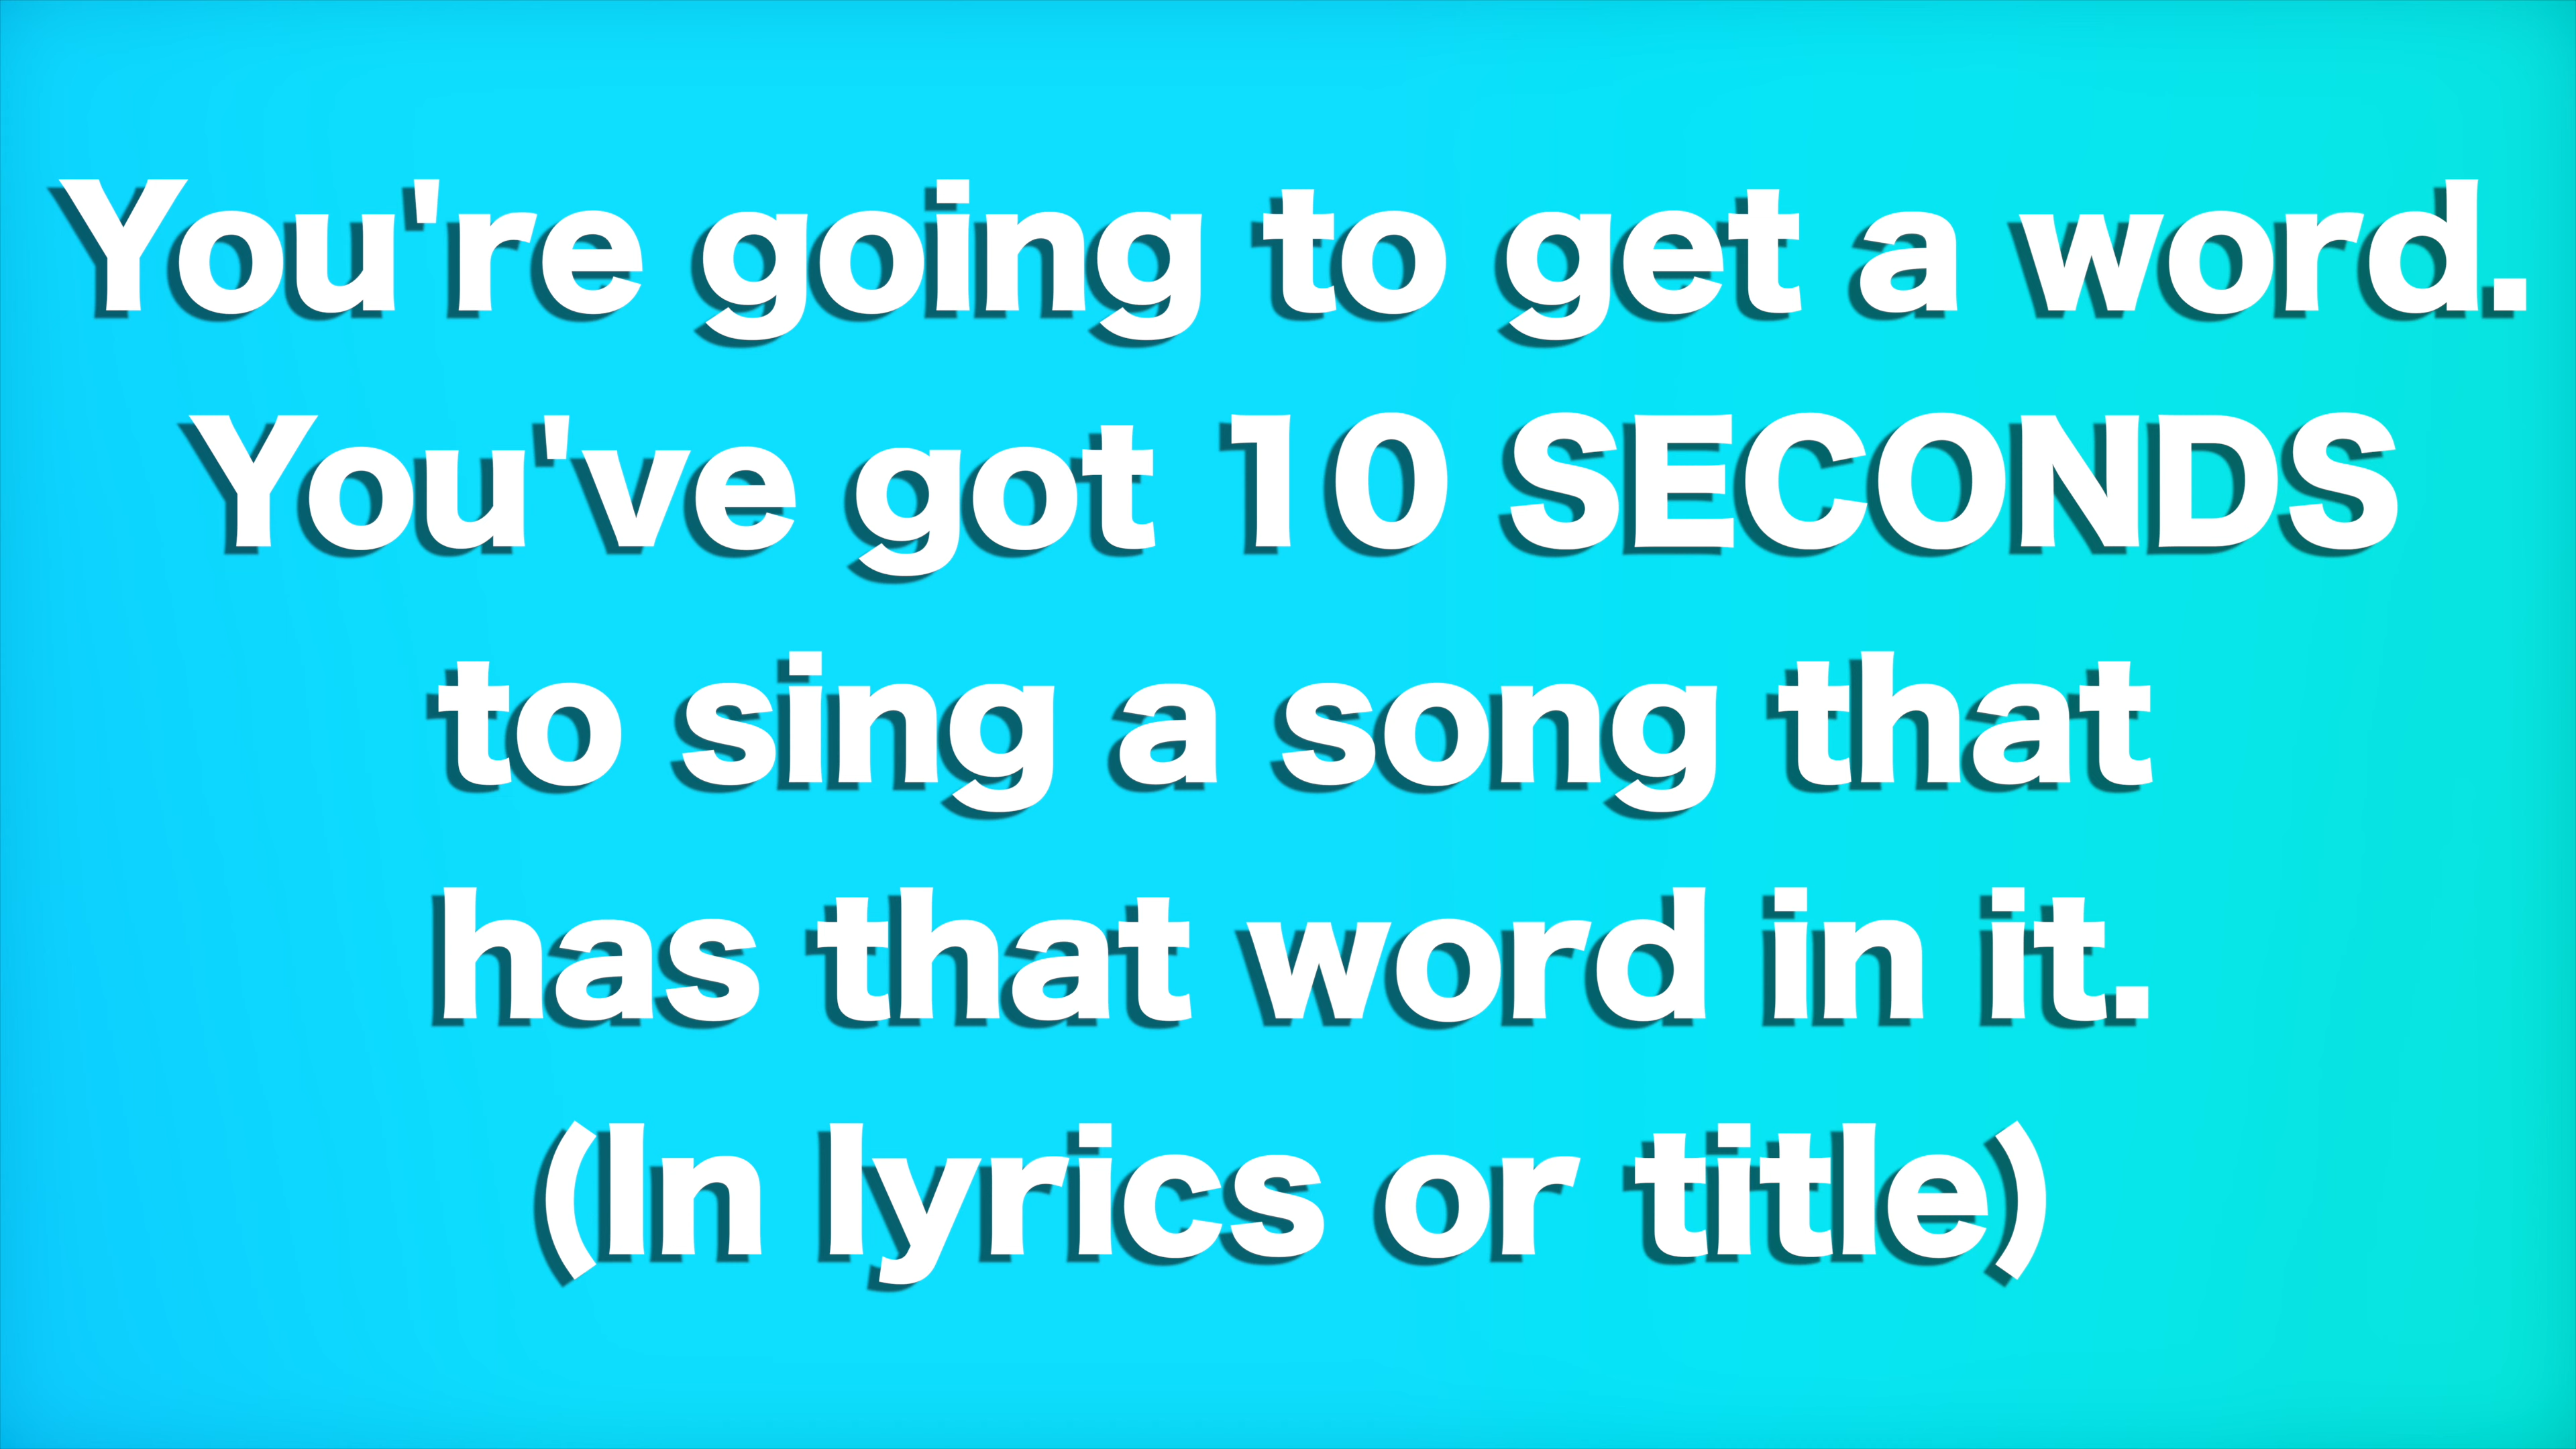 You're going to get a word.
You've got 10 SECONDS
to sing a song that
has that word in it.
(In lyrics or title)